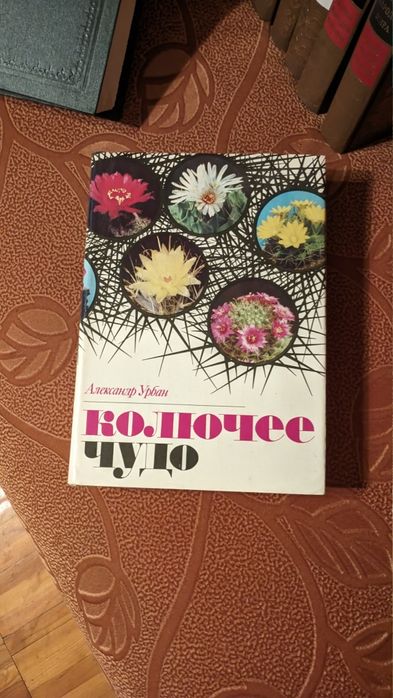 Александр Урбан
колючее
чудо